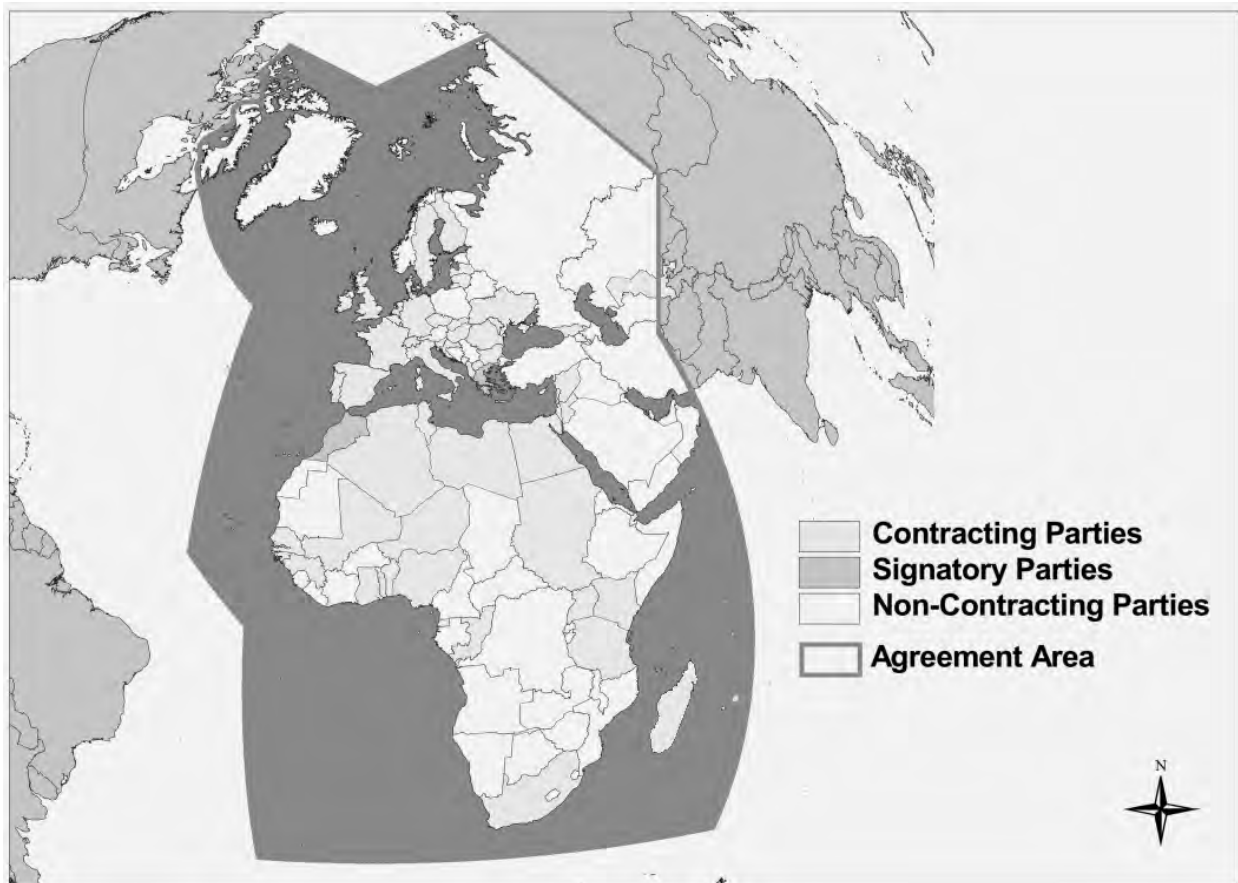 Contracting Parties
Signatory Parties
Non-Contracting Parties
Agreement Area
N